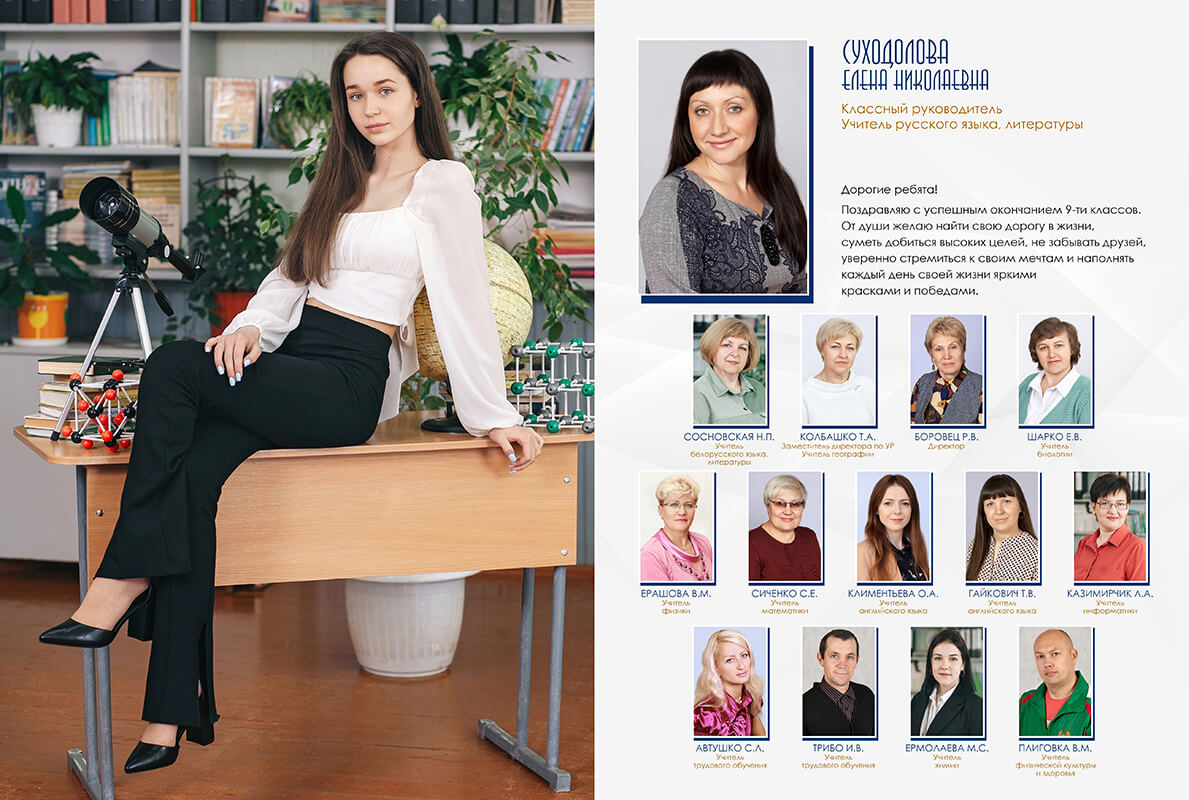 СУХОДОЛОВА
ЕЛЕНА НИКОЛАЕВНА
Классный руководитель
Учитель русского языка, литературы
Дорогие ребята!
Поздравляю с успешным окончанием 9-ти классов.
От души желаю найти свою дорогу в жизни,
суметь добиться высоких целей, не забывать друзей,
уверенно стремиться к своим мечтам и наполнять
каждый день своей жизни яркими
красками и победами.
СОСНОВСКАЯ Н.П.
Учитель
белорусского языка,
литературы
КОЛБАШКО Т.А.
Заместитель директора по УР
Учитель географии
БОРОВЕЦ Р.В.
Директор
ШАРКО Е.В.
Учитель
биологии
ЕРАШОВА В.М.
Учитель
физики
СИЧЕНКО С.Е.
Учитель
математики
КЛИМЕНТЬЕВА О.А.
Учитель
английского языка
ГАЙКОВИЧ Т.В.
Учитель
английского языка
КАЗИМИРЧИК Л.А.
Учитель
информатики
АВТУШКО С.Л.
Учитель
трудового обучения
ТРИБО И.В.
Учитель
трудового обучения
ЕРМОЛАЕВА М.С.
Учитель
химии
ПЛИГОВКА В.М.
Учитель
физической культуры
и здоровья